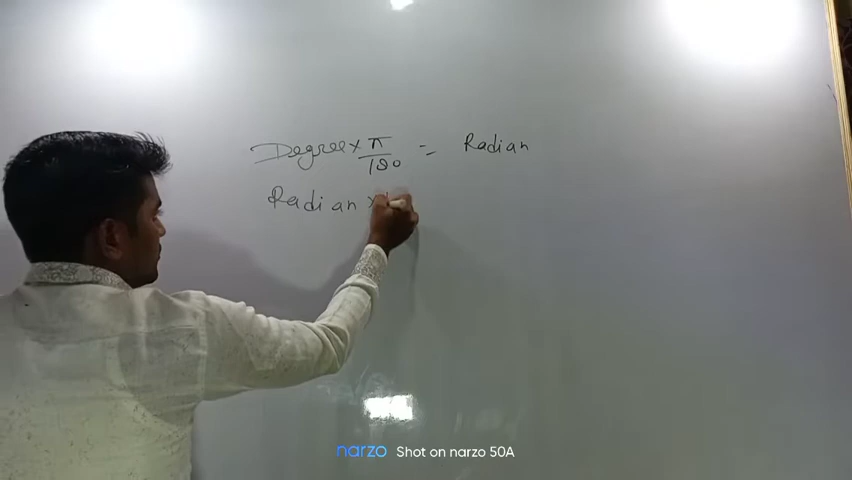 Degree × π/180 = Radian
Radian ×
narzo Shot on narzo 50A